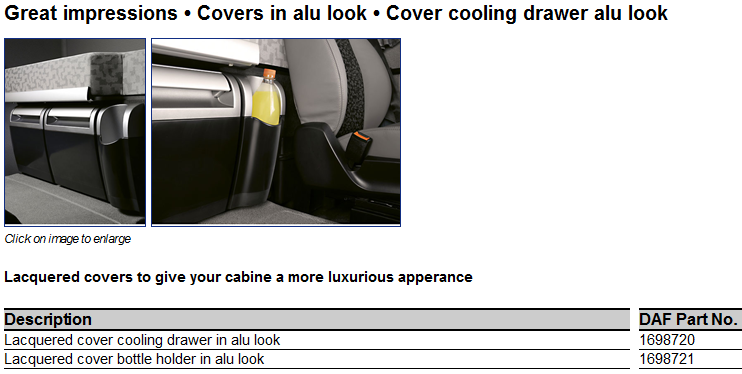 Great impressions • Covers in alu look • Cover cooling drawer alu look
Click on image to enlarge
Lacquered covers to give your cabine a more luxurious apperance
Description DAF Part No.
Lacquered cover cooling drawer in alu look 1698720
Lacquered cover bottle holder in alu look 1698721